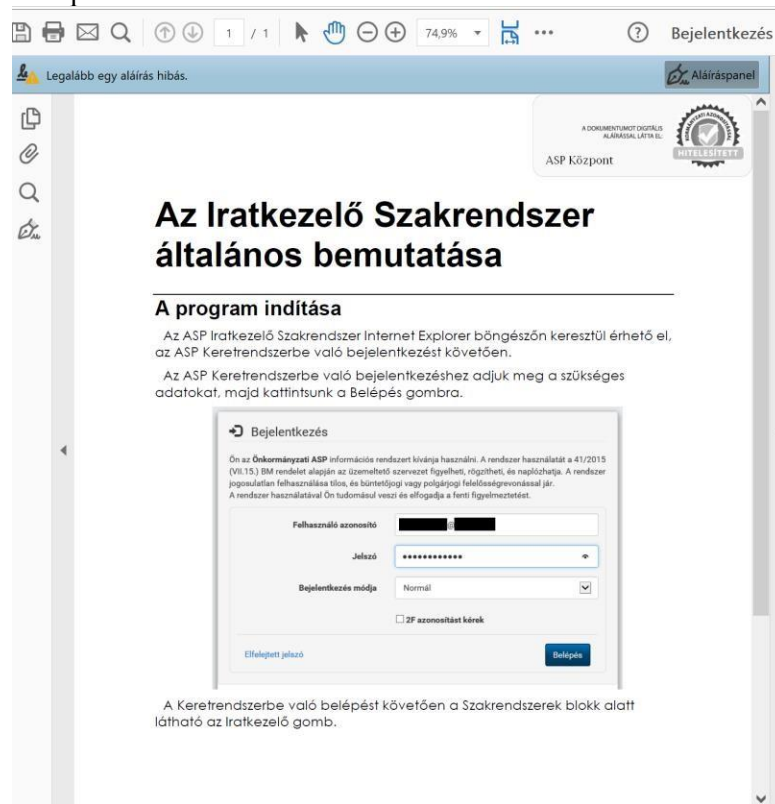 1 / 1
74,9%
Bejelentkezés
Legalább egy aláírás hibás.
Aláíráspanel
A DOKUMENTUMOT DIGITÁLIS
ALÁÍRÁSSAL LÁTTA EL:
ASP Központ
HITELESÍTETT
Az Iratkezelő Szakrendszer
általános bemutatása
A program indítása
Az ASP Iratkezelő Szakrendszer Internet Explorer böngészőn keresztül érhető el,
az ASP Keretrendszerbe való bejelentkezést követően.
Az ASP Keretrendszerbe való bejelentkezéshez adjuk meg a szükséges
adatokat, majd kattintsunk a Belépés gombra.
Bejelentkezés
Ön az Önkormányzati ASP információs rendszert kívánja használni. A rendszer használatát a 41/2015
(VII.15.) BM rendelet alapján az üzemeltető szervezet figyelheti, rögzítheti, és naplózhatja. A rendszer
jogosulatlan felhasználása tilos, és büntetőjogi vagy polgárjogi felelősségrevonással jár.
A rendszer használatával Ön tudomásul veszi és elfogadja a fenti figyelmeztetést.
Felhasználó azonosító
@
Jelszó
Bejelentkezés módja
Normál
2F azonosítást kérek
Elfelejtett jelszó
Belépés
A Keretrendszerbe való belépést követően a Szakrendszerek blokk alatt
látható az Iratkezelő gomb.